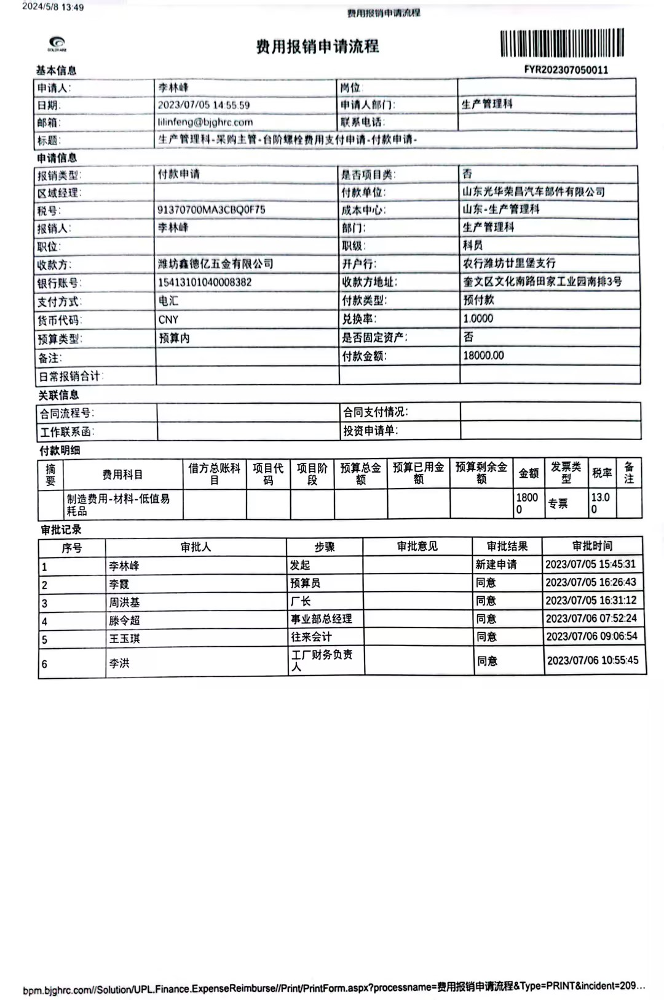 2024/5/8 13:49
费用报销申请流程
费用报销申请流程
FYR202307050011
基本信息
申请人: 李林峰 岗位:
日期: 2023/07/05 14:55:59 申请人部门: 生产管理科
邮箱: lilinfeng@bjghrc.com 联系电话:
标题: 生产管理科-采购主管-台阶螺栓费用支付申请-付款申请-
申请信息
报销类型: 付款申请 是否项目类: 否
区域经理: 付款单位: 山东光华荣昌汽车部件有限公司
税号: 91370700MA3CBQ0F75 成本中心: 山东-生产管理科
报销人: 李林峰 部门: 生产管理科
职位: 职级: 科员
收款方: 潍坊鑫德亿五金有限公司 开户行: 农行潍坊廿里堡支行
银行账号: 15413101040008382 收款方地址: 奎文区文化南路田家工业园南排3号
支付方式: 电汇 付款类型: 预付款
货币代码: CNY 兑换率: 1.0000
预算类型: 预算内 是否固定资产: 否
备注: 付款金额: 18000.00
日常报销合计:
关联信息
合同流程号: 合同支付情况:
工作联系函: 投资申请单:
付款明细
摘要 费用科目 借方总账科目 项目代码 项目阶段 预算总金额 预算已用金额 预算剩余金额 金额 发票类型 税率 备注
制造费用-材料-低值易耗品 18000 专票 13.00
审批记录
序号 审批人 步骤 审批意见 审批结果 审批时间
1 李林峰 发起 新建申请 2023/07/05 15:45:31
2 李霞 预算员 同意 2023/07/05 16:26:43
3 周洪基 厂长 同意 2023/07/05 16:31:12
4 滕令超 事业部总经理 同意 2023/07/06 07:52:24
5 王玉琪 往来会计 同意 2023/07/06 09:06:54
6 李洪 工厂财务负责人 同意 2023/07/06 10:55:45
bpm.bjghrc.com//Solution/UPL.Finance.ExpenseReimburse//Print/PrintForm.aspx?processname=费用报销申请流程&Type=PRINT&incident=209...